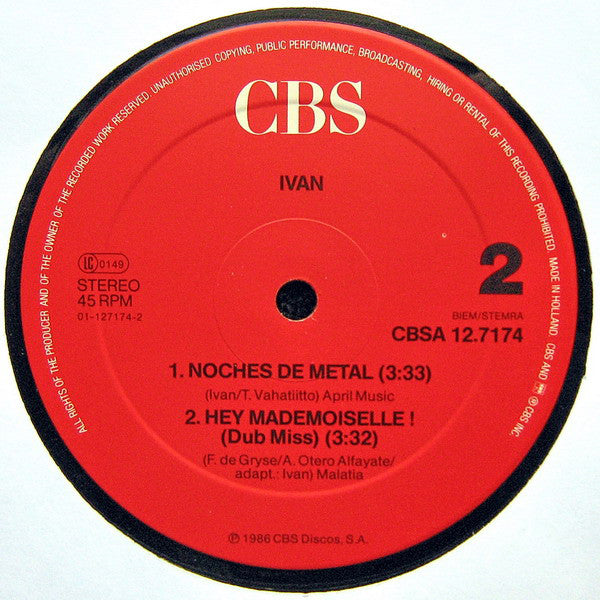 CBS
IVAN
LC 0149
STEREO
45 RPM
01-127174-2
2
BIEM/STEMRA
CBSA 12.7174
1. NOCHES DE METAL (3:33)
(Ivan/T. Vahatiitto) April Music
2. HEY MADEMOISELLE !
(Dub Miss) (3:32)
(F. de Gryse/A. Otero Alfayate/
adapt.: Ivan) Malatia
℗ 1986 CBS Discos, S.A.
ALL RIGHTS OF THE PRODUCER AND OF THE OWNER OF THE RECORDED WORK RESERVED. UNAUTHORISED COPYING, PUBLIC PERFORMANCE, BROADCASTING, HIRING OR RENTAL OF THIS RECORDING PROHIBITED. MADE IN HOLLAND. CBS AND ® CBS INC.